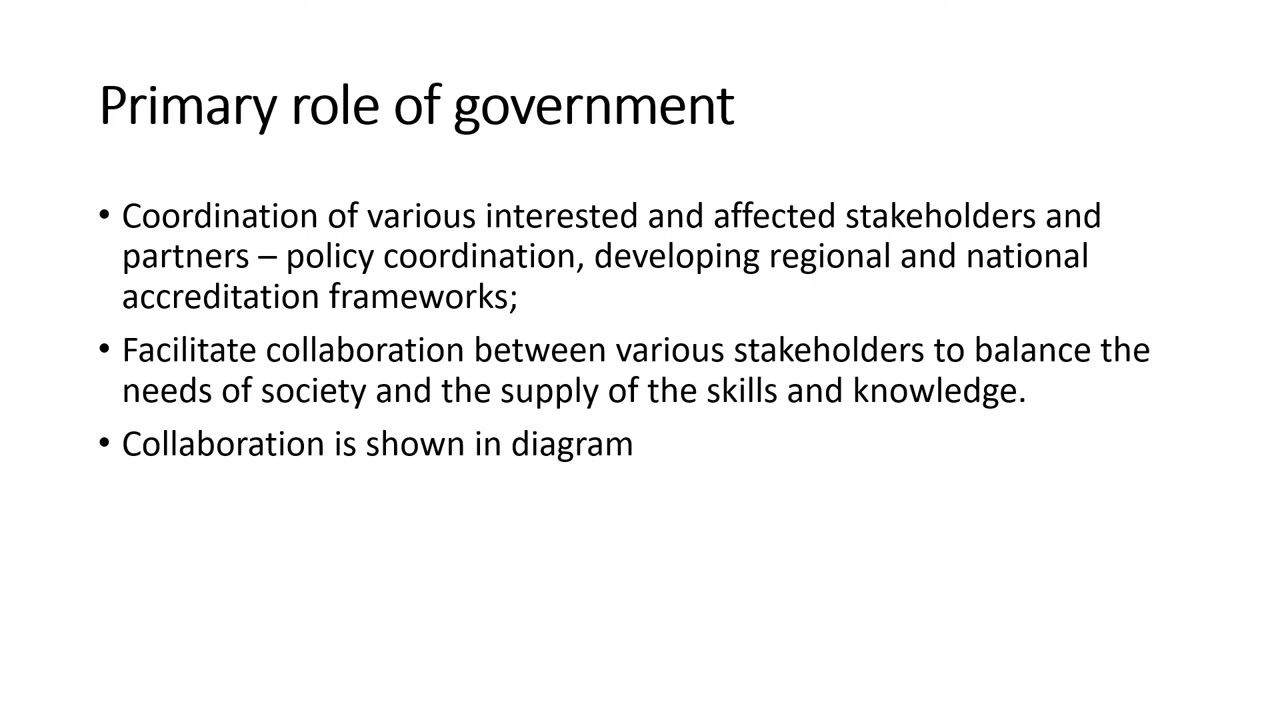 Primary role of government
• Coordination of various interested and affected stakeholders and
partners – policy coordination, developing regional and national
accreditation frameworks;
• Facilitate collaboration between various stakeholders to balance the
needs of society and the supply of the skills and knowledge.
• Collaboration is shown in diagram